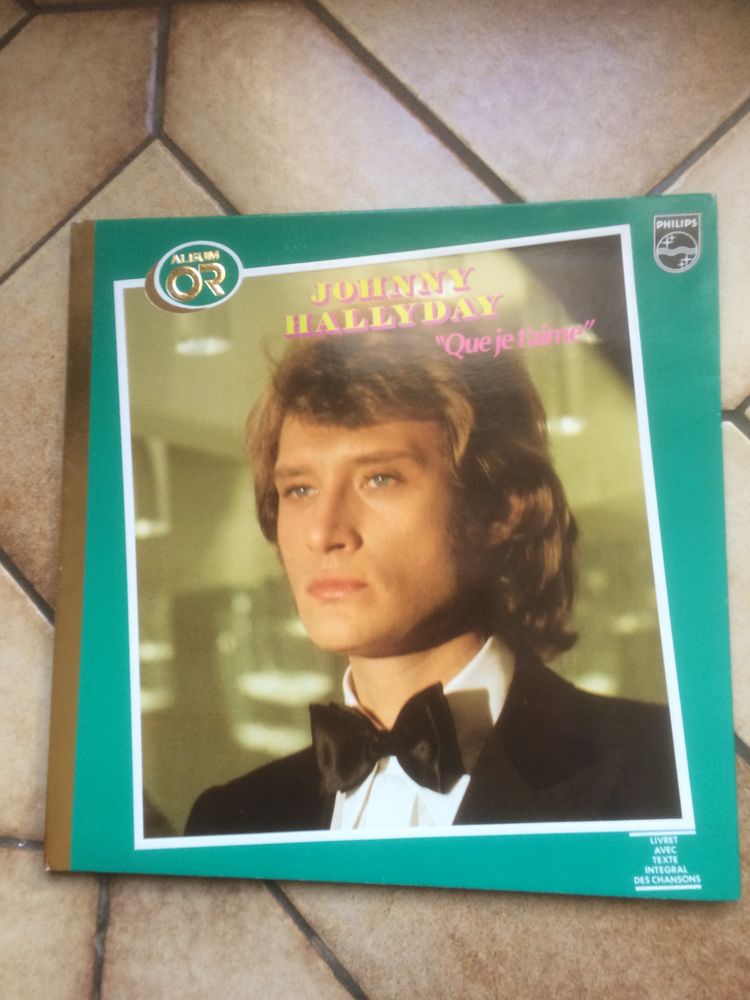 ALBUM
OR
PHILIPS
JOHNNY
HALLYDAY
"Que je t'aime"
LIVRET
AVEC
TEXTE
INTEGRAL
DES CHANSONS